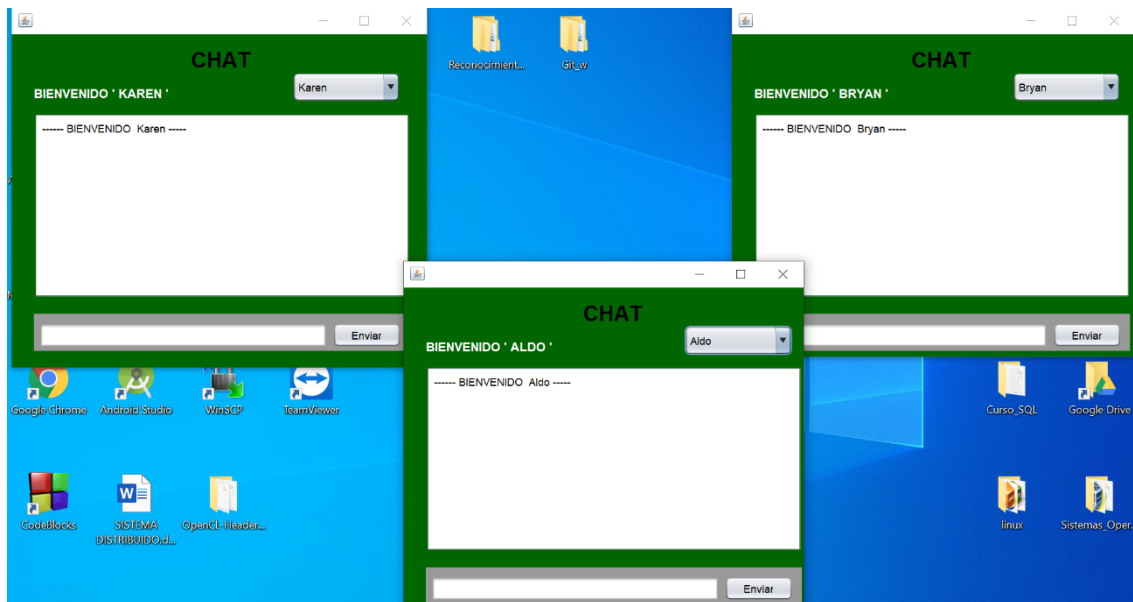 CHAT
BIENVENIDO ' KAREN '
Karen
------ BIENVENIDO Karen -----
Enviar
Reconocimient...
Git_w
CHAT
BIENVENIDO ' BRYAN '
Bryan
------ BIENVENIDO Bryan -----
Enviar
CHAT
BIENVENIDO ' ALDO '
Aldo
------ BIENVENIDO Aldo -----
Enviar
Google Chrome
Android Studio
WinSCP
TeamViewer
Curso_SQL
Google Drive
CodeBlocks
SISTEMA
DISTRIBUIDO.d...
OpenCL-Header...
linux
Sistemas_Oper.